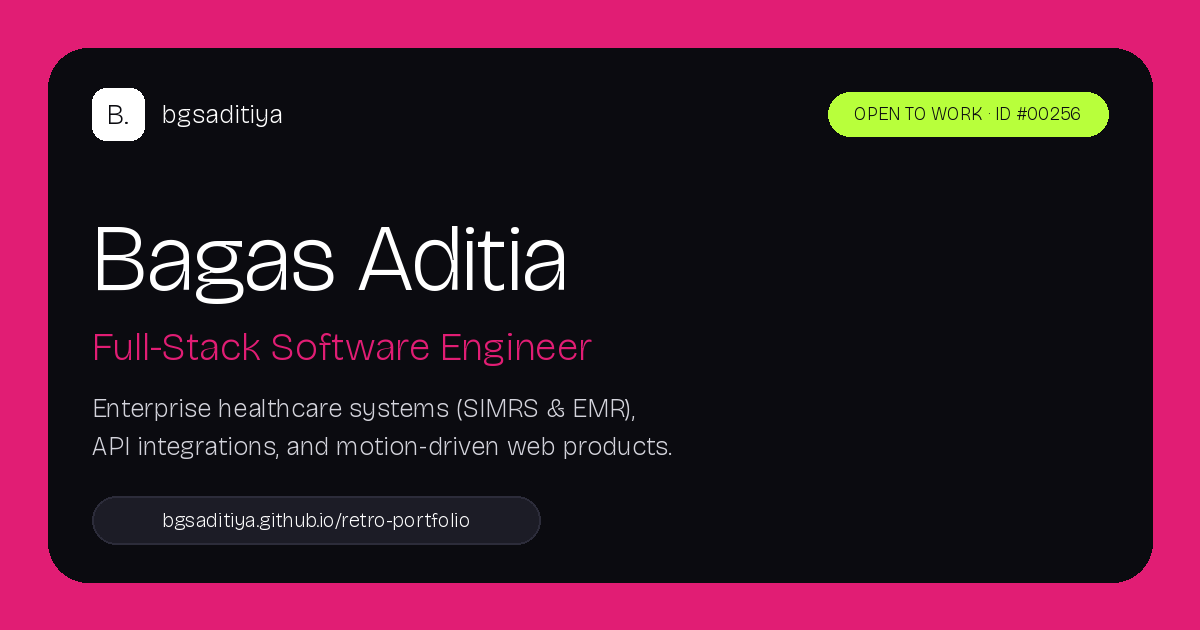 B.
bgsaditiya
OPEN TO WORK · ID #00256
Bagas Aditia
Full-Stack Software Engineer
Enterprise healthcare systems (SIMRS & EMR),
API integrations, and motion-driven web products.
bgsaditiya.github.io/retro-portfolio